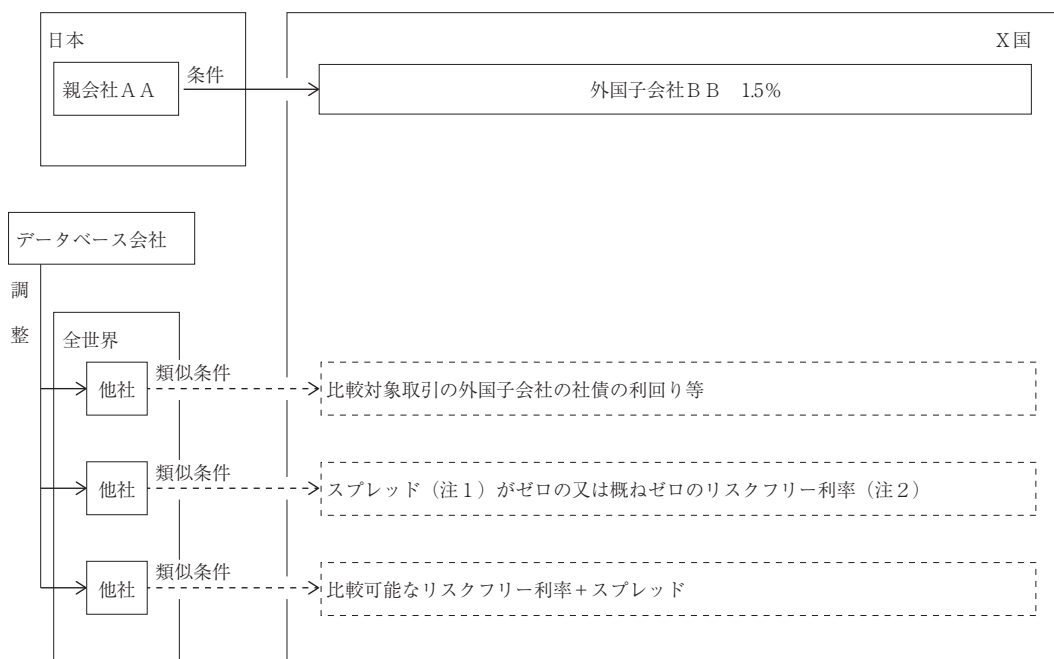 日本
X国
親会社AA
条件
外国子会社BB 1.5%
データベース会社
調整
全世界
他社
類似条件
比較対象取引の外国子会社の社債の利回り等
他社
類似条件
スプレッド（注1）がゼロの又は概ねゼロのリスクフリー利率（注2）
他社
類似条件
比較可能なリスクフリー利率+スプレッド